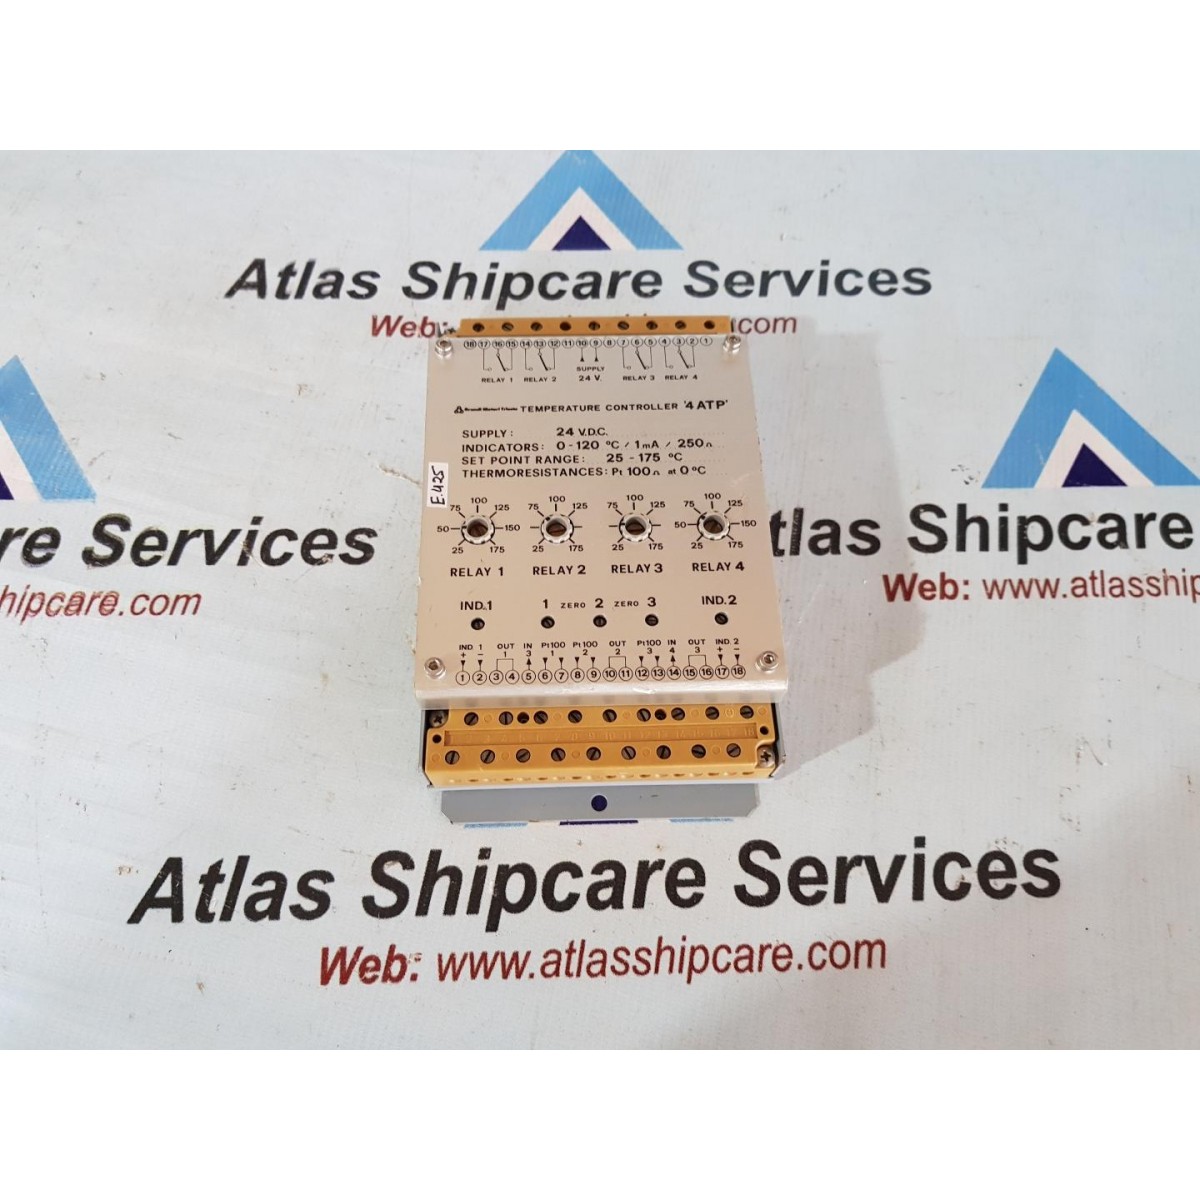 Atlas Shipcare Services
Web: com
18 17 16 15 14 13 12 11 10 9 8 7 6 5 4 3 2 1
RELAY 1 RELAY 2 SUPPLY 24 V. RELAY 3 RELAY 4
TEMPERATURE CONTROLLER '4 ATP'
SUPPLY: 24 V.D.C.
INDICATORS: 0-120 °C / 1mA / 250Ω
SET POINT RANGE: 25 - 175 °C
THERMORESISTANCES: Pt 100Ω at 0°C
E.425
25 50 75 100 125 150 175
25 75 100 125 175
25 75 100 125 175
25 50 75 100 125 150 175
RELAY 1 RELAY 2 RELAY 3 RELAY 4
IND.1 1 ZERO 2 ZERO 3 IND.2
IND 1 OUT IN Pt100 Pt100 OUT Pt100 IN OUT IND. 2
+ - 1 3 1 2 2 3 4 3 + -
1 2 3 4 5 6 7 8 9 10 11 12 13 14 15 16 17 18
re Services
hipcare.com
tlas Shipcare
Web: www.atlasship
Atlas Shipcare Services
Web: www.atlasshipcare.com